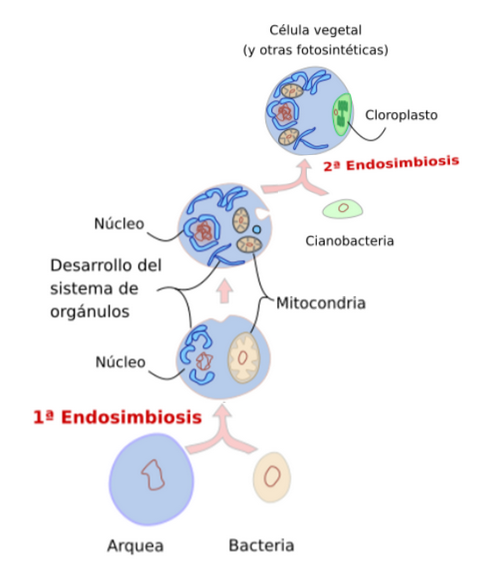 Célula vegetal
(y otras fotosintéticas)
Cloroplasto
2ª Endosimbiosis
Cianobacteria
Núcleo
Desarrollo del
sistema de
orgánulos
Mitocondria
Núcleo
1ª Endosimbiosis
Arquea
Bacteria